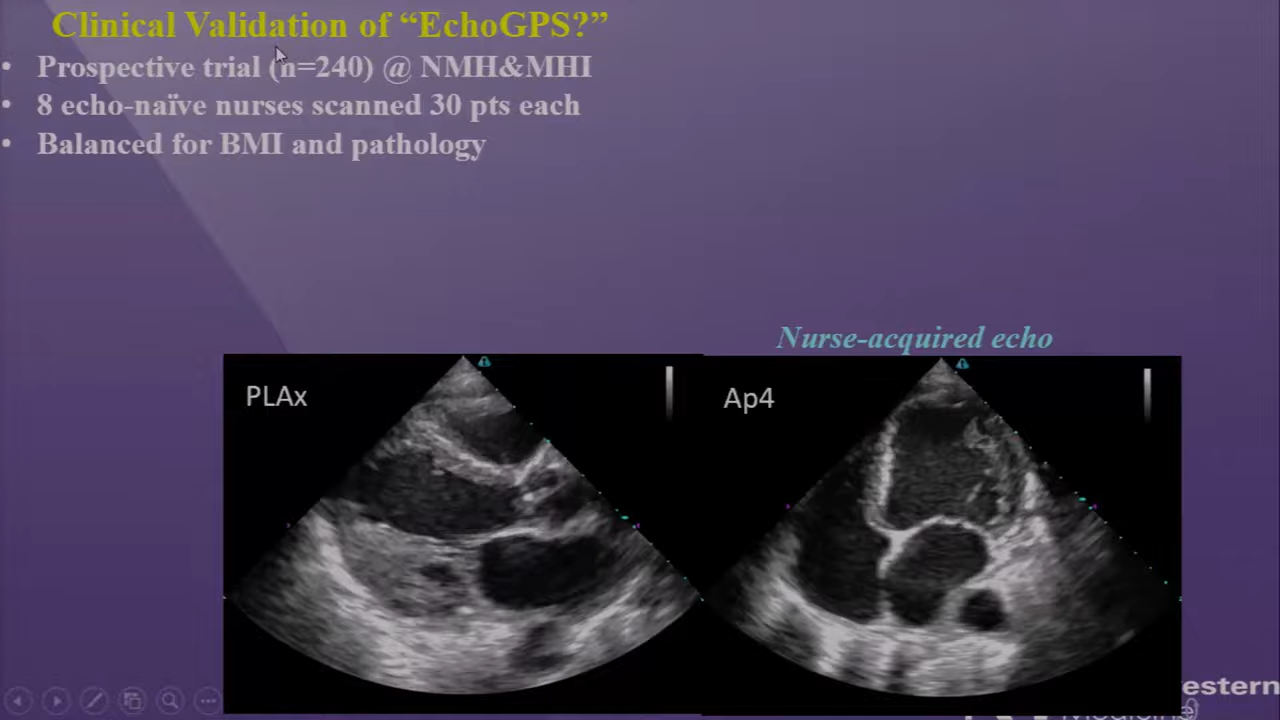 Clinical Validation of “EchoGPS?”
• Prospective trial (n=240) @ NMH&MHI
• 8 echo-naïve nurses scanned 30 pts each
• Balanced for BMI and pathology
Nurse-acquired echo
PLAx
Ap4
estern